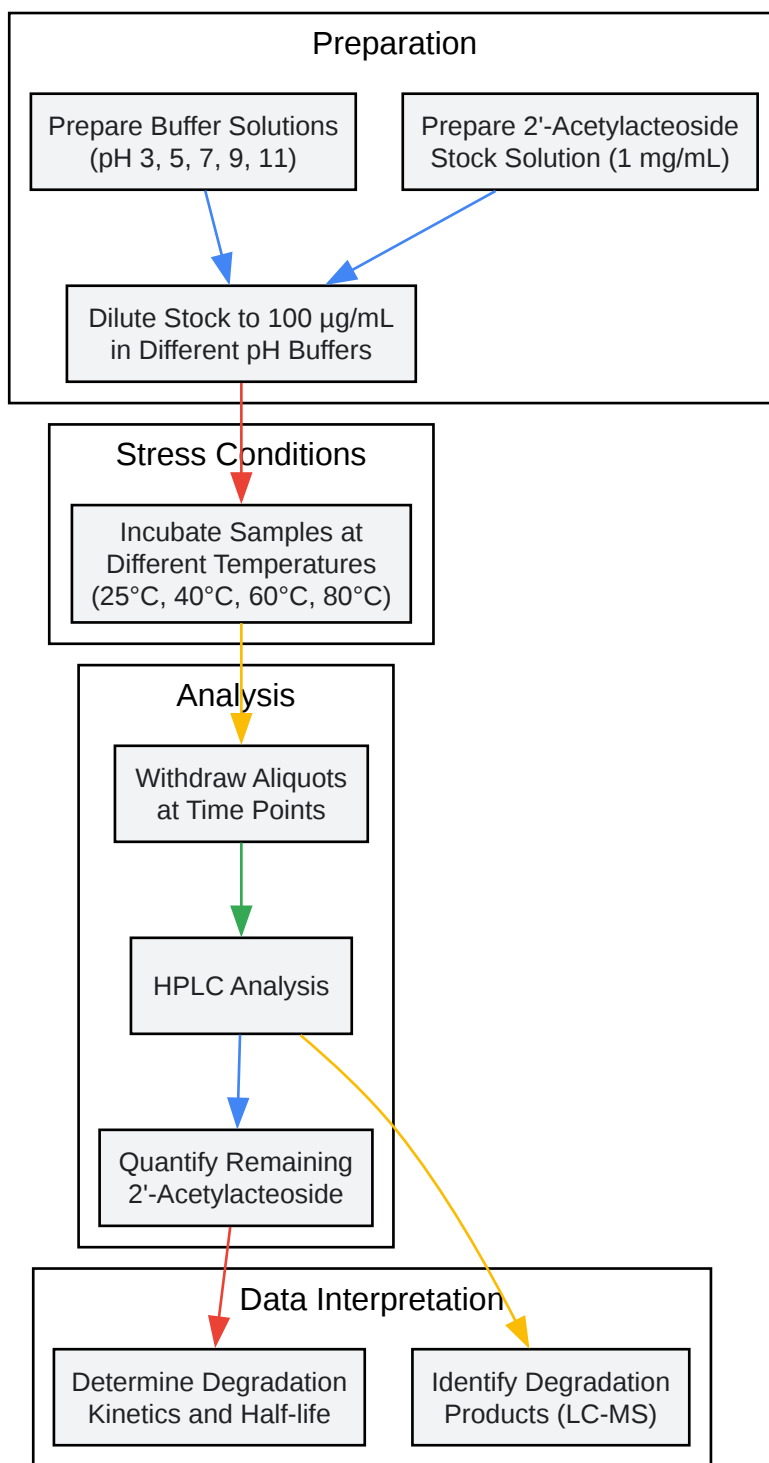 Preparation
Prepare Buffer Solutions
(pH 3, 5, 7, 9, 11)
Prepare 2'-Acetylacteoside
Stock Solution (1 mg/mL)
Dilute Stock to 100 µg/mL
in Different pH Buffers
Stress Conditions
Incubate Samples at
Different Temperatures
(25°C, 40°C, 60°C, 80°C)
Analysis
Withdraw Aliquots
at Time Points
HPLC Analysis
Quantify Remaining
2'-Acetylacteoside
Data Interpretation
Determine Degradation
Kinetics and Half-life
Identify Degradation
Products (LC-MS)